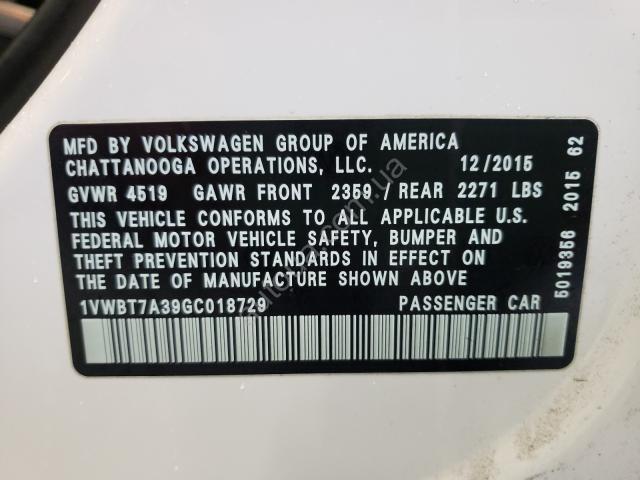 MFD BY VOLKSWAGEN GROUP OF AMERICA
CHATTANOOGA OPERATIONS, LLC. 12/2015
GVWR 4519 GAWR FRONT 2359 / REAR 2271 LBS
THIS VEHICLE CONFORMS TO ALL APPLICABLE U.S.
FEDERAL MOTOR VEHICLE SAFETY, BUMPER AND
THEFT PREVENTION STANDARDS IN EFFECT ON
THE DATE OF MANUFACTURE SHOWN ABOVE
1VWBT7A39GC018729 PASSENGER CAR
5019356 2015 62